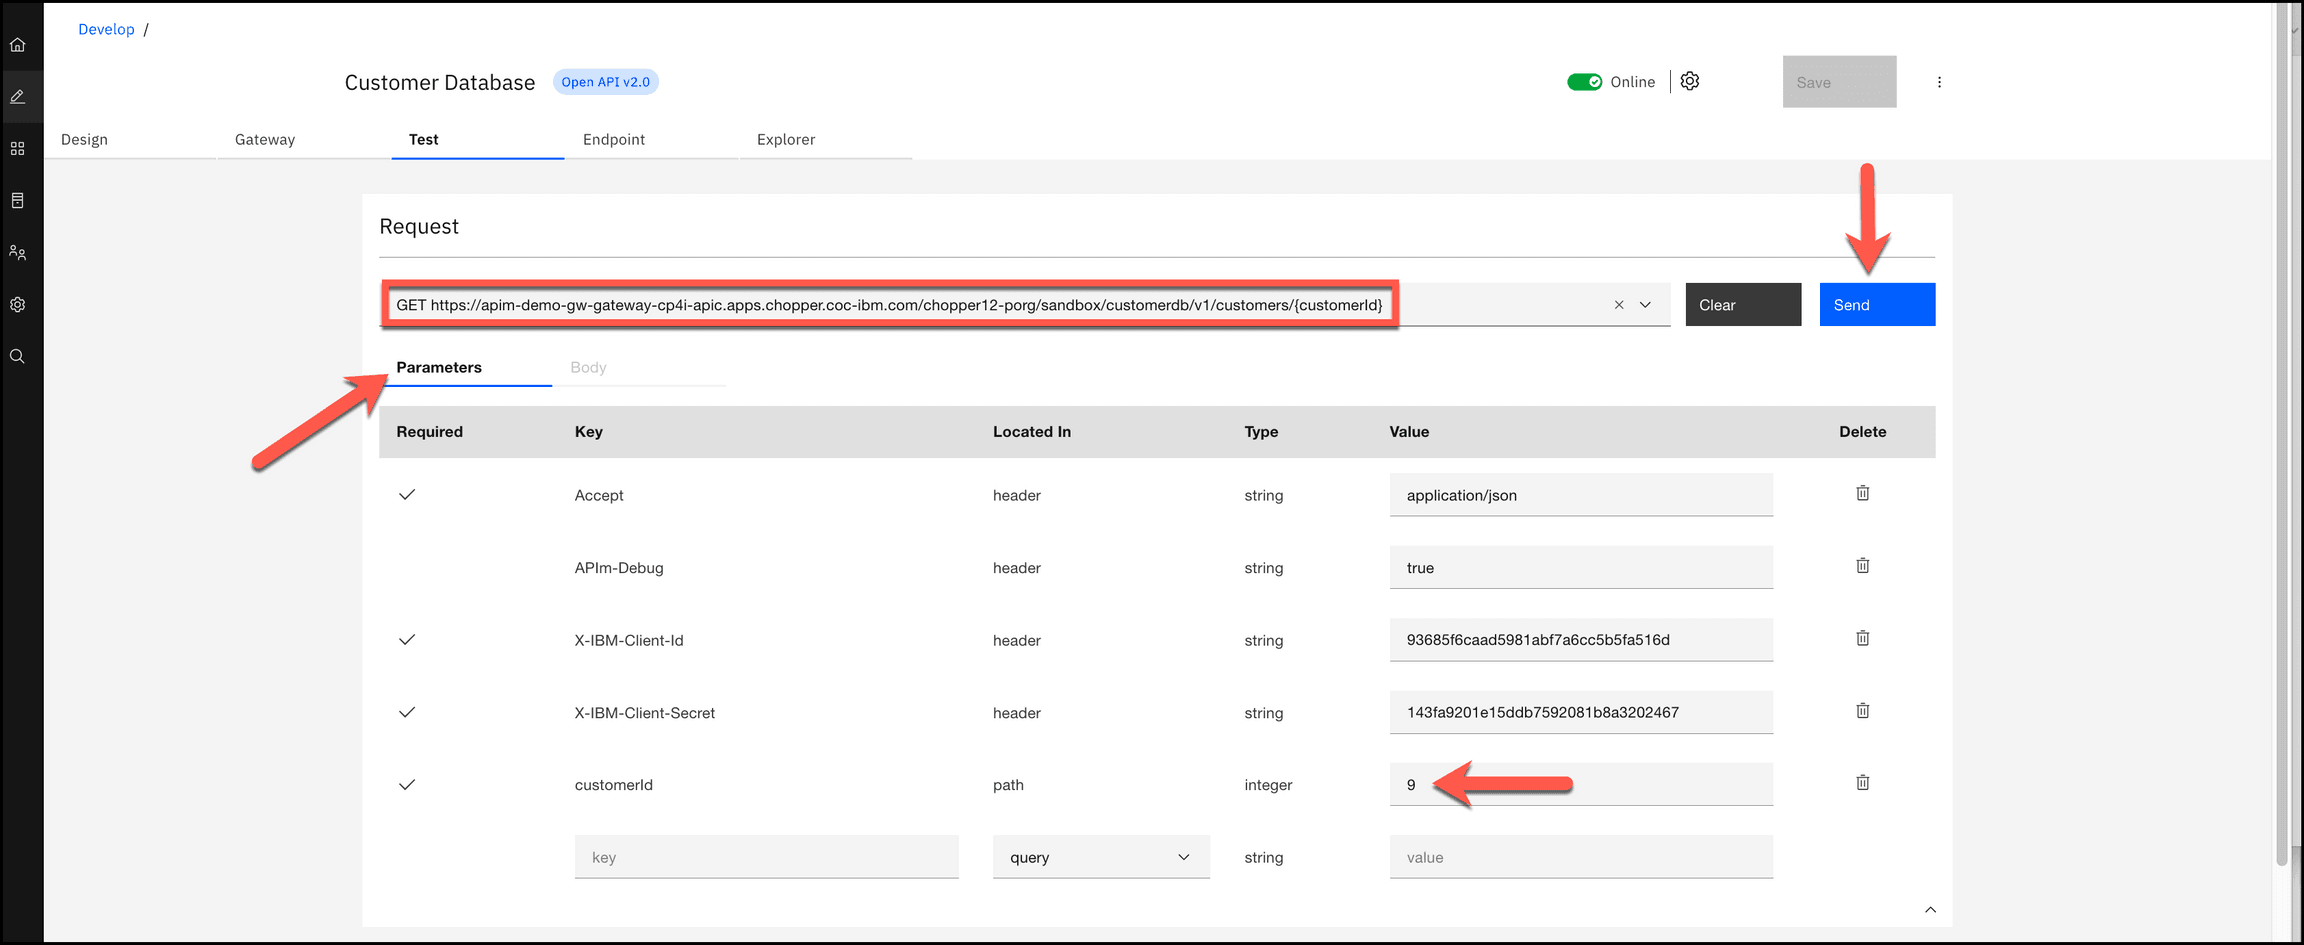 Develop /
Customer Database Open API v2.0 Online Save
Design Gateway Test Endpoint Explorer
Request
GET https://apim-demo-gw-gateway-cp4i-apic.apps.chopper.coc-ibm.com/chopper12-porg/sandbox/customerdb/v1/customers/{customerId} Clear Send
Parameters Body
Required Key Located In Type Value Delete
Accept header string application/json
APIm-Debug header string true
X-IBM-Client-Id header string 93685f6caad5981abf7a6cc5b5fa516d
X-IBM-Client-Secret header string 143fa9201e15ddb7592081b8a3202467
customerId path integer 9
key query string value